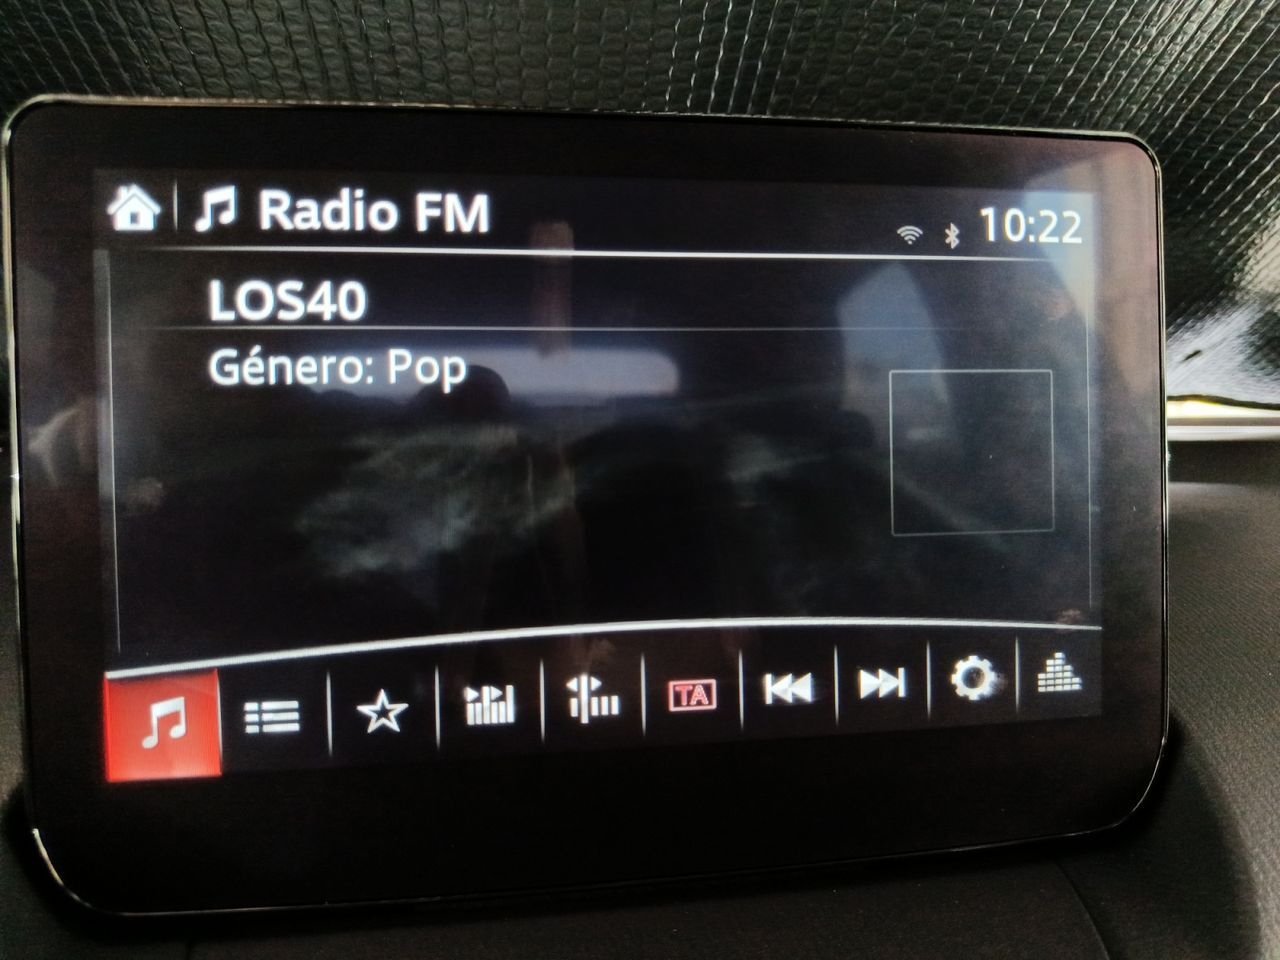 Radio FM
10:22
LOS40
Género: Pop
TA